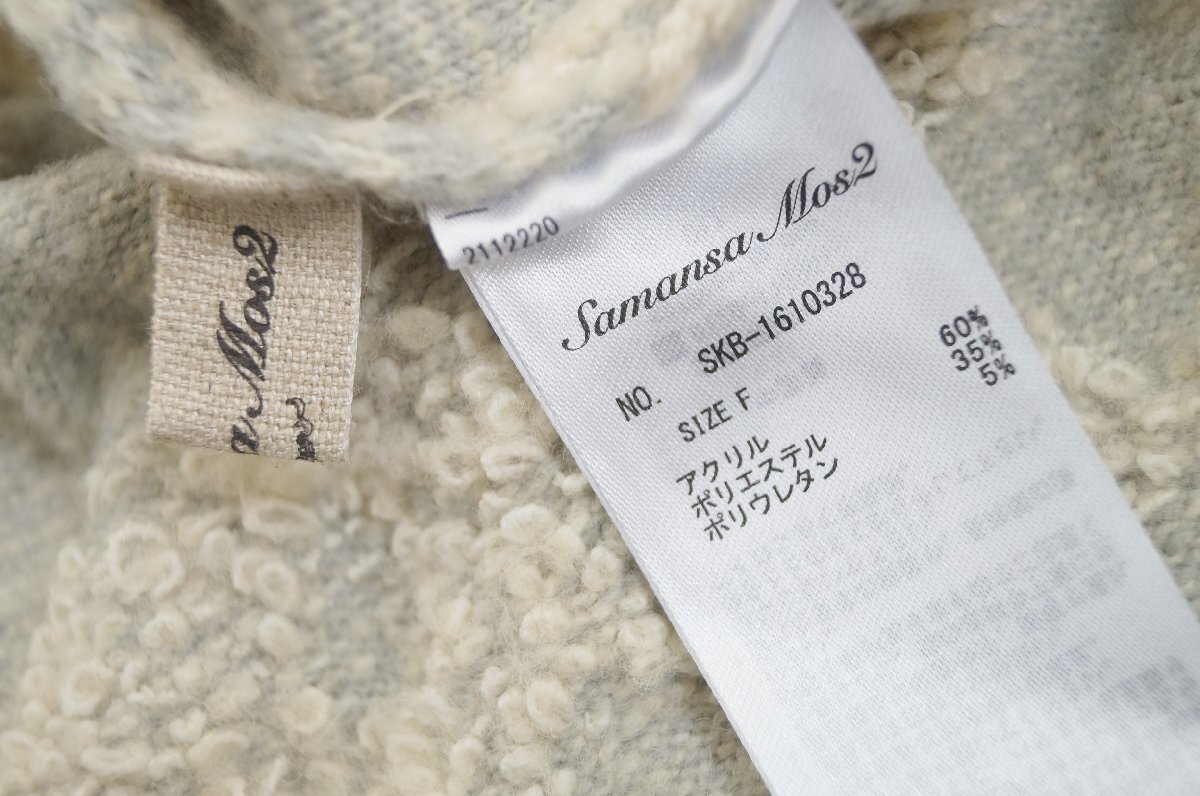 a Mos2
2112220
Samansa Mos2
NO. SKB-1610328
SIZE F
アクリル 60%
ポリエステル 35%
ポリウレタン 5%